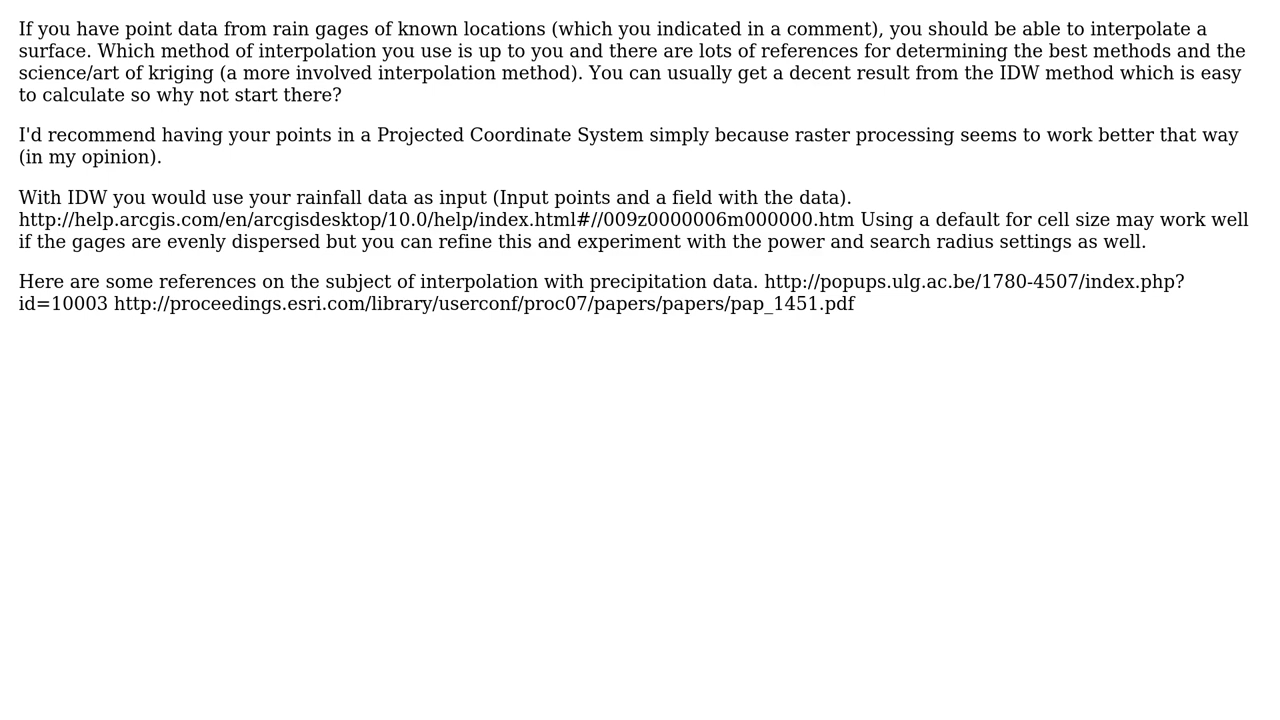 If you have point data from rain gages of known locations (which you indicated in a comment), you should be able to interpolate a
surface. Which method of interpolation you use is up to you and there are lots of references for determining the best methods and the
science/art of kriging (a more involved interpolation method). You can usually get a decent result from the IDW method which is easy
to calculate so why not start there?
I'd recommend having your points in a Projected Coordinate System simply because raster processing seems to work better that way
(in my opinion).
With IDW you would use your rainfall data as input (Input points and a field with the data).
http://help.arcgis.com/en/arcgisdesktop/10.0/help/index.html#//009z0000006m000000.htm Using a default for cell size may work well
if the gages are evenly dispersed but you can refine this and experiment with the power and search radius settings as well.
Here are some references on the subject of interpolation with precipitation data. http://popups.ulg.ac.be/1780-4507/index.php?
id=10003 http://proceedings.esri.com/library/userconf/proc07/papers/papers/pap_1451.pdf